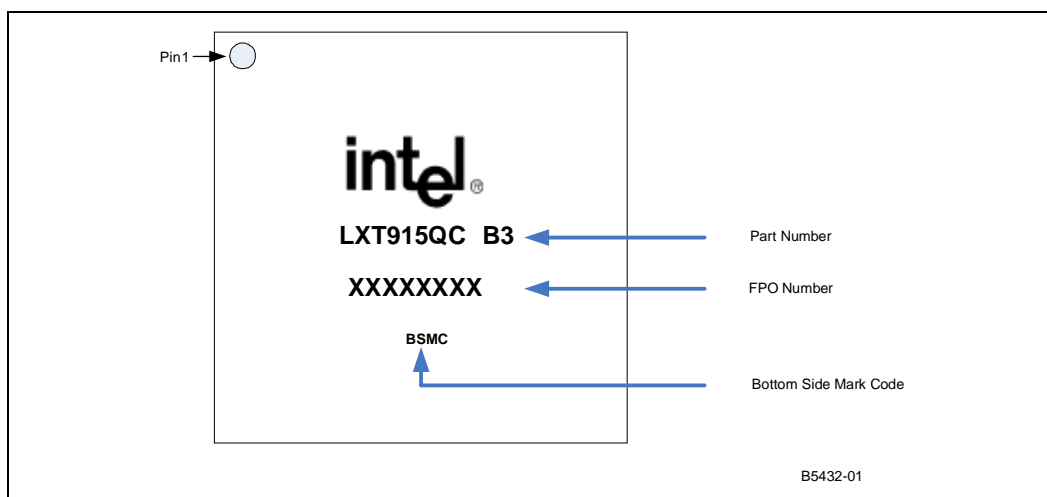 Pin1
intel®
LXT915QC B3
Part Number
XXXXXXXX
FPO Number
BSMC
Bottom Side Mark Code
B5432-01